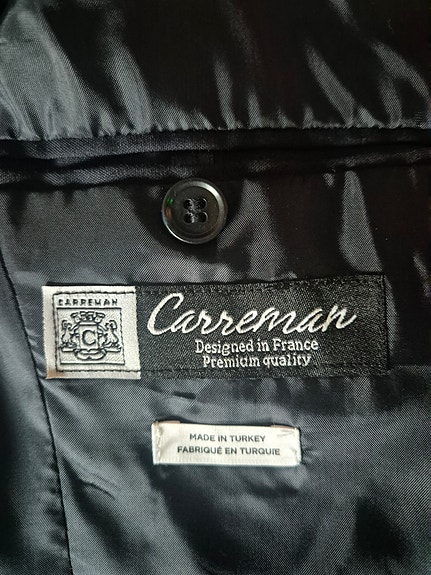 CARREMAN
C
Carreman
Designed in France
Premium quality
MADE IN TURKEY
FABRIQUÉ EN TURQUIE